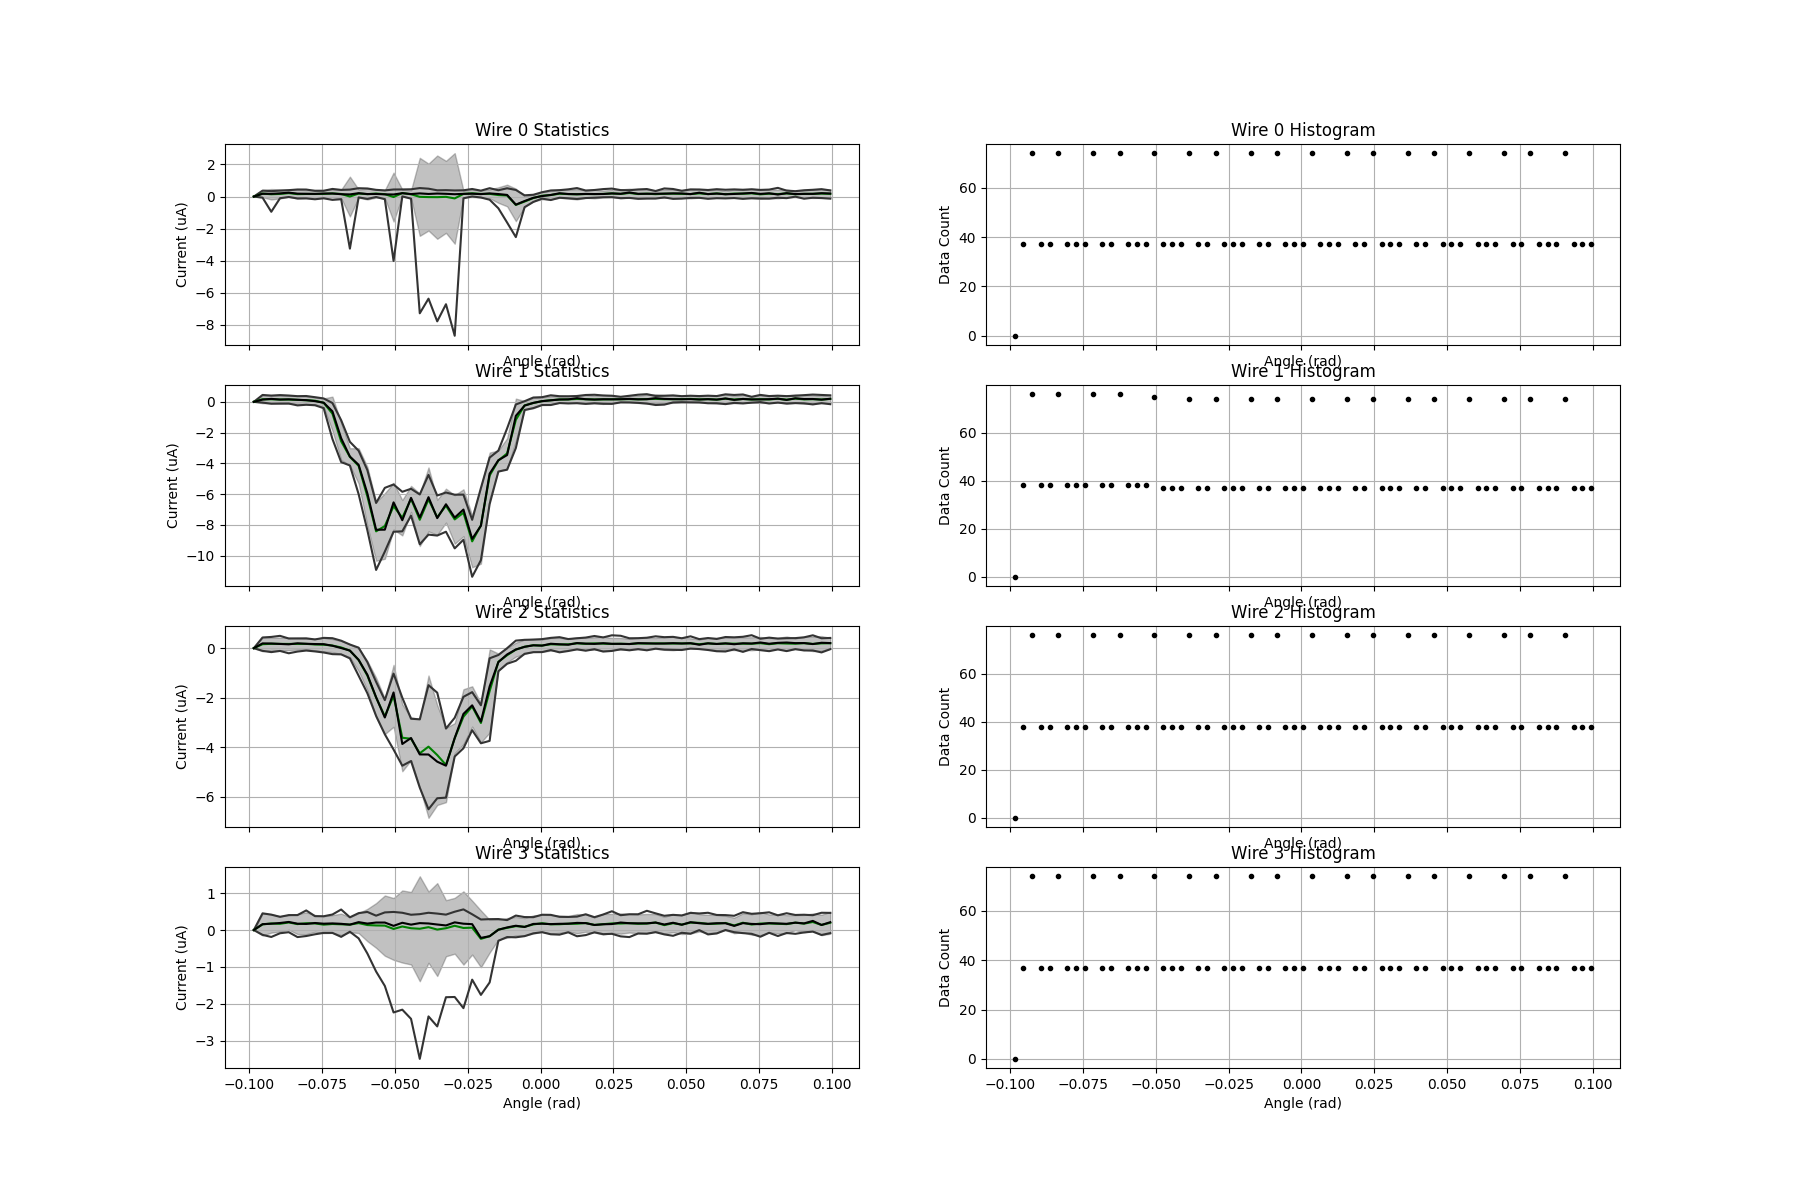 Wire 0 Statistics
Current (uA)
2
0
−2
−4
−6
−8
Angle (rad)
Wire 0 Histogram
Data Count
60
40
20
0
Angle (rad)
Wire 1 Statistics
Current (uA)
0
−2
−4
−6
−8
−10
Angle (rad)
Wire 1 Histogram
Data Count
60
40
20
0
Angle (rad)
Wire 2 Statistics
Current (uA)
0
−2
−4
−6
Angle (rad)
Wire 2 Histogram
Data Count
60
40
20
0
Angle (rad)
Wire 3 Statistics
Current (uA)
1
0
−1
−2
−3
−0.100 −0.075 −0.050 −0.025 0.000 0.025 0.050 0.075 0.100
Angle (rad)
Wire 3 Histogram
Data Count
60
40
20
0
−0.100 −0.075 −0.050 −0.025 0.000 0.025 0.050 0.075 0.100
Angle (rad)